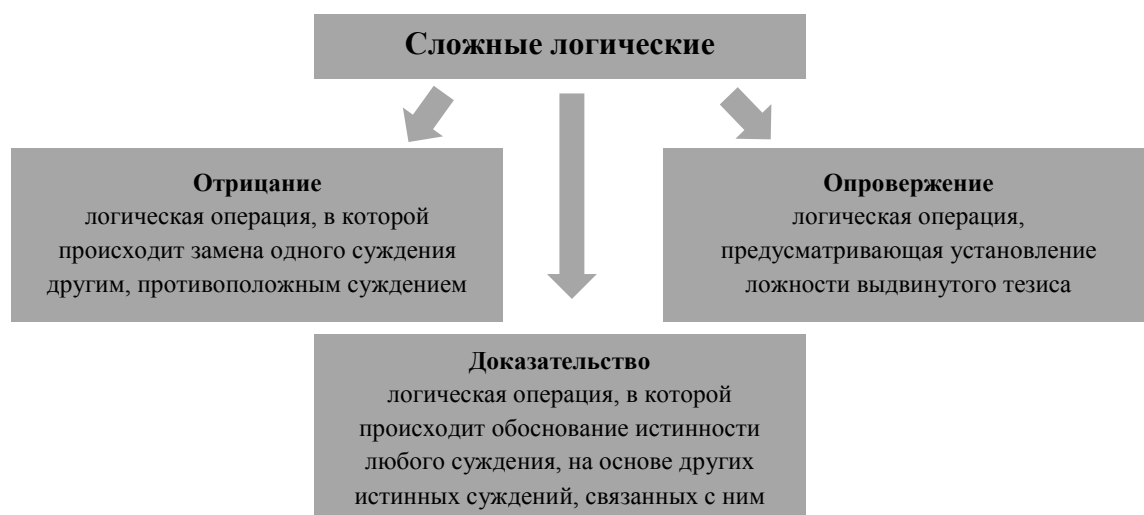 Сложные логические
Отрицание
логическая операция, в которой
происходит замена одного суждения
другим, противоположным суждением
Опровержение
логическая операция,
предусматривающая установление
ложности выдвинутого тезиса
Доказательство
логическая операция, в которой
происходит обоснование истинности
любого суждения, на основе других
истинных суждений, связанных с ним